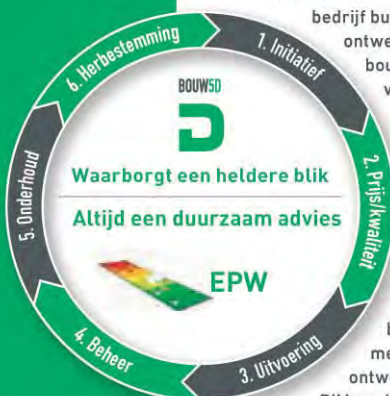 bedrijf bu
ontwe
bou
v
1. Initiatief
2. Prijs/kwaliteit
3. Uitvoering
4. Beheer
5. Onderhoud
6. Herbestemming
BOUW5D
Waarborgt een heldere blik
Altijd een duurzaam advies
EPW
b
me
ontwe